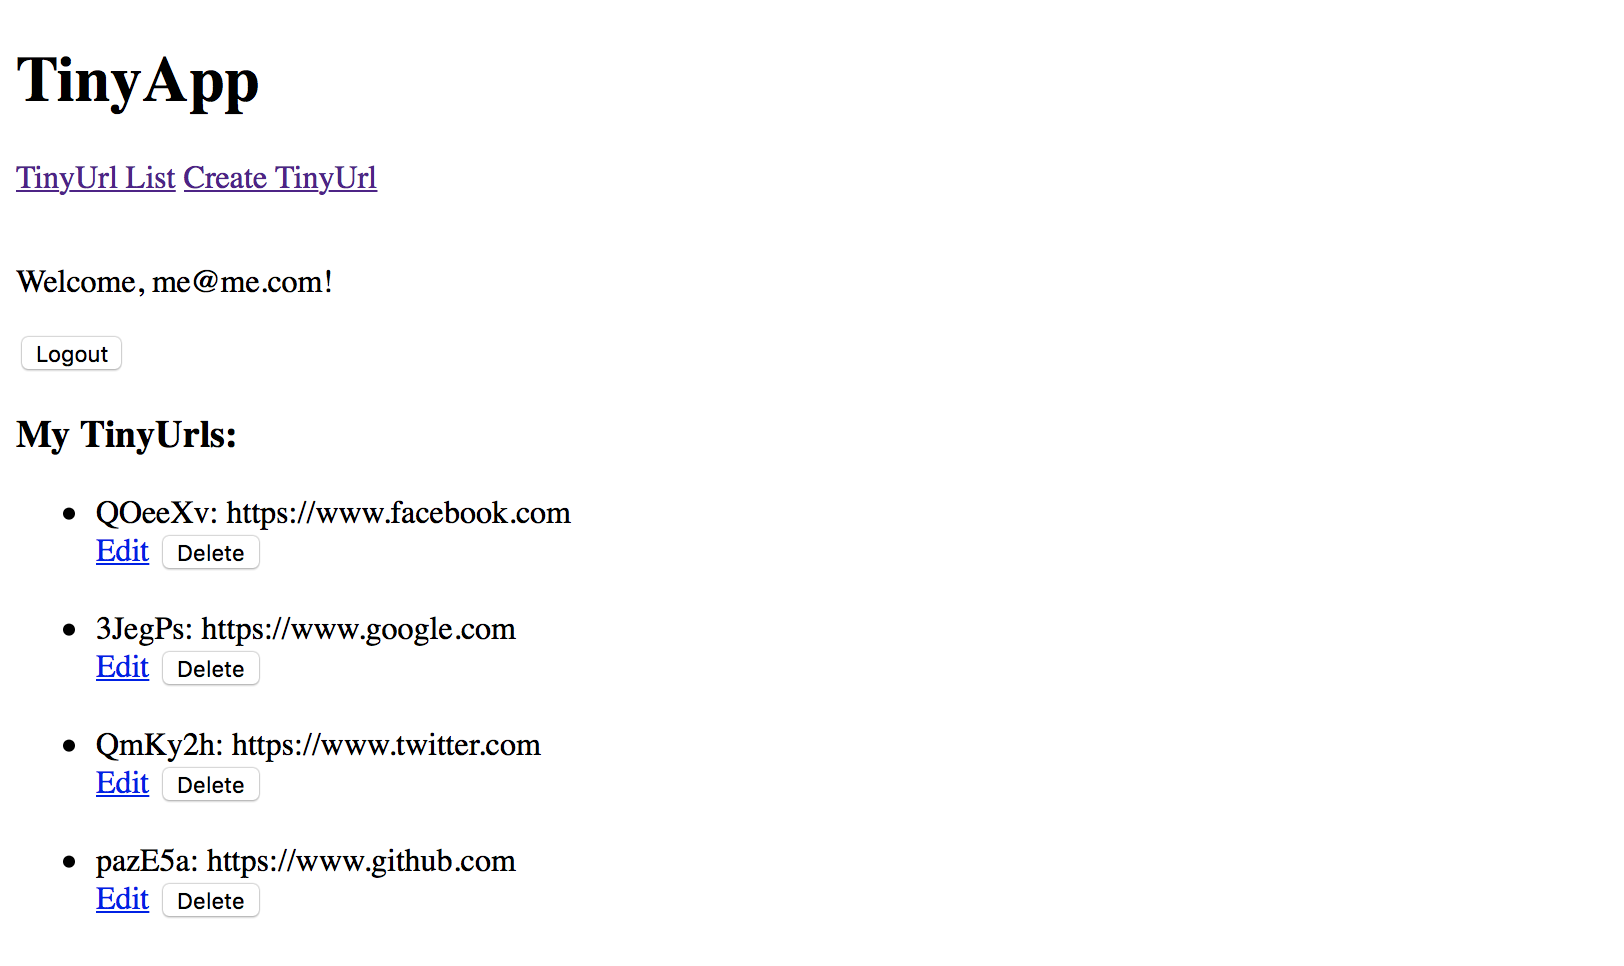 TinyApp
TinyUrl List Create TinyUrl
Welcome, me@me.com!
Logout
My TinyUrls:
QOeeXv: https://www.facebook.com
Edit Delete
3JegPs: https://www.google.com
Edit Delete
QmKy2h: https://www.twitter.com
Edit Delete
pazE5a: https://www.github.com
Edit Delete